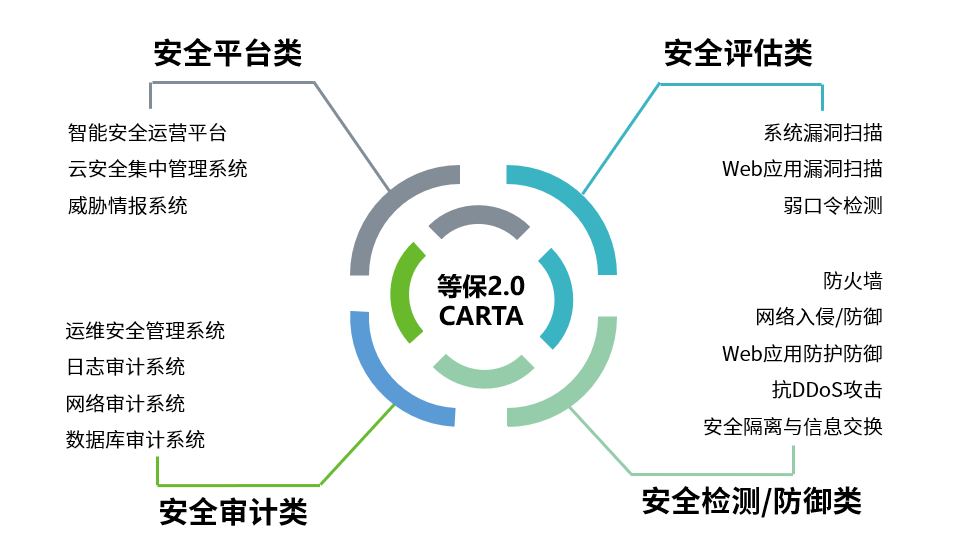 安全平台类
智能安全运营平台
云安全集中管理系统
威胁情报系统
安全评估类
系统漏洞扫描
Web应用漏洞扫描
弱口令检测
等保2.0
CARTA
运维安全管理系统
日志审计系统
网络审计系统
数据库审计系统
安全审计类
防火墙
网络入侵/防御
Web应用防护防御
抗DDoS攻击
安全隔离与信息交换
安全检测/防御类